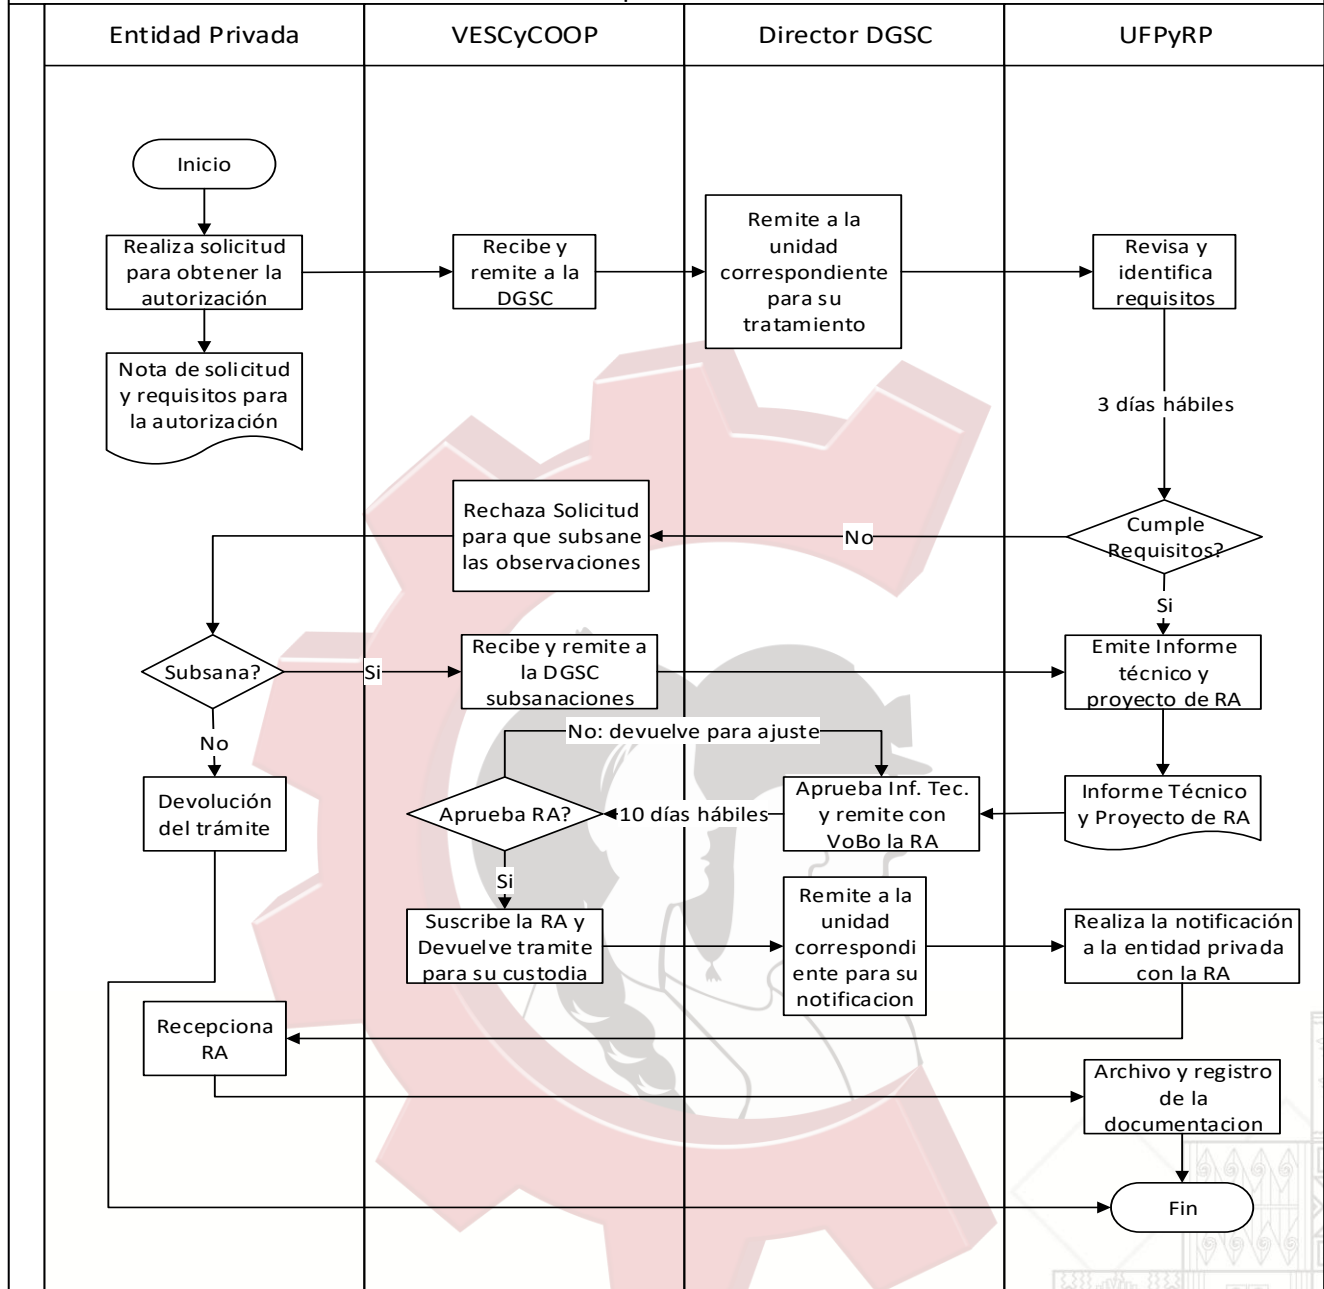 Entidad Privada
VESCyCOOP
Director DGSC
UFPyRP
Inicio
Realiza solicitud
para obtener la
autorización
Recibe y
remite a la
DGSC
Remite a la
unidad
correspondiente
para su
tratamiento
Revisa y
identifica
requisitos
Nota de solicitud
y requisitos para
la autorización
3 días hábiles
Rechaza Solicitud
para que subsane
las observaciones
No
Cumple
Requisitos?
Si
Subsana?
Si
Recibe y remite a
la DGSC
subsanaciones
Emite Informe
técnico y
proyecto de RA
No
No: devuelve para ajuste
Devolución
del trámite
Aprueba RA?
10 días hábiles
Aprueba Inf. Tec.
y remite con
VoBo la RA
Informe Técnico
y Proyecto de RA
Si
Suscribe la RA y
Devuelve tramite
para su custodia
Remite a la
unidad
correspondi
ente para su
notificacion
Realiza la notificación
a la entidad privada
con la RA
Recepciona
RA
Archivo y registro
de la
documentacion
Fin